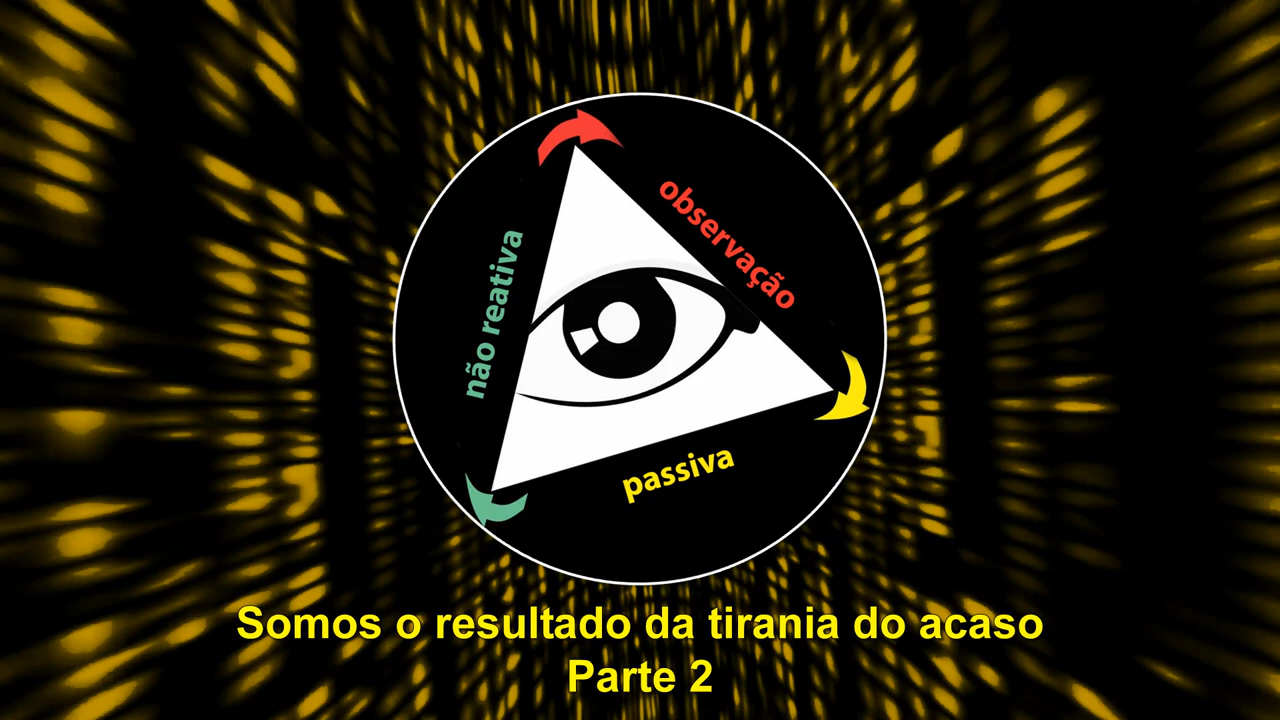 observação
passiva
não reativa
Somos o resultado da tirania do acaso
Parte 2